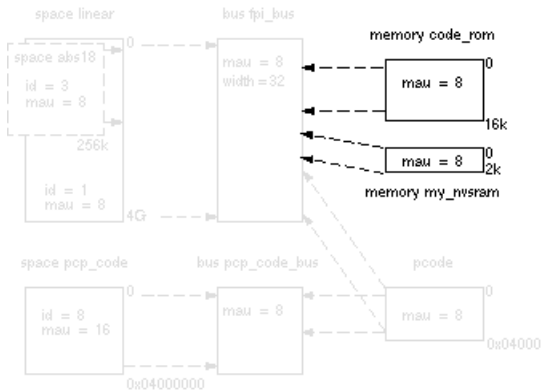 space linear
bus fpi_bus
memory code_rom
0
0
space abs18
mau = 8
width = 32
mau = 8
id = 3
mau = 8
16k
256k
0
mau = 8
2k
memory my_nvsram
id = 1
mau = 8
4G
space pcp_code
bus pcp_code_bus
pcode
0
0
id = 8
mau = 16
mau = 8
mau = 8
0x04000
0x04000000